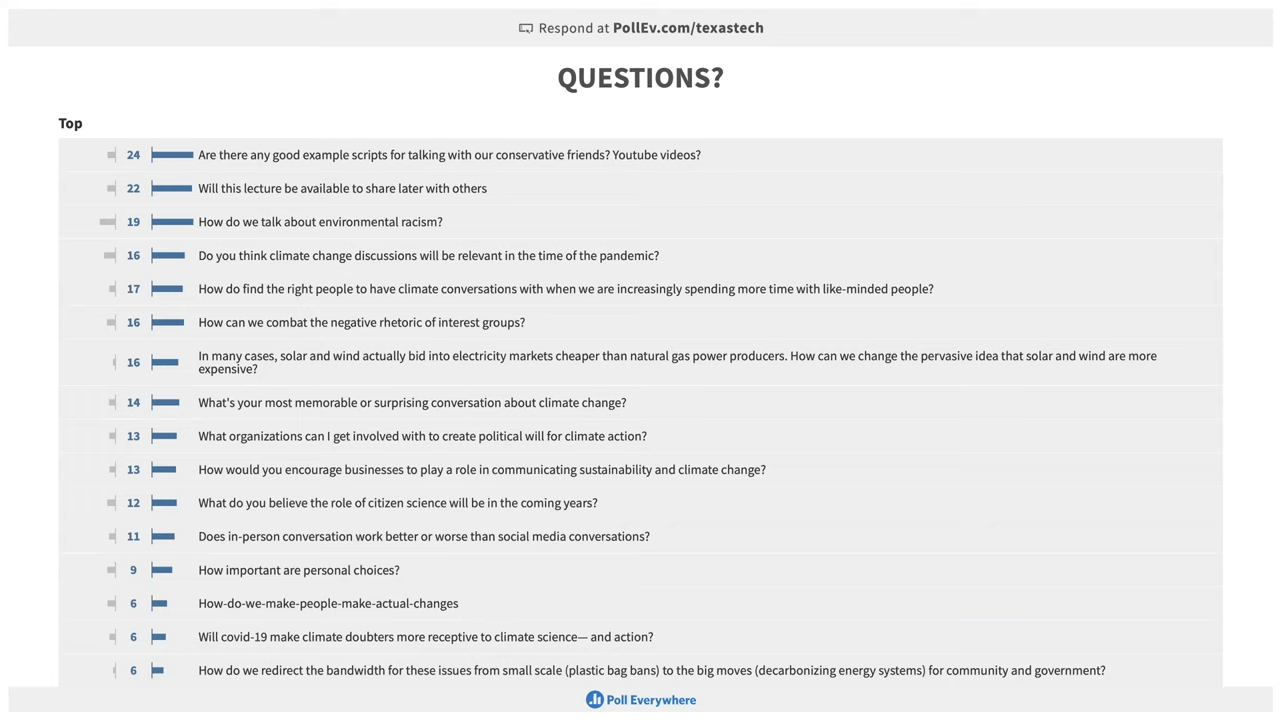 Respond at PollEv.com/texastech
QUESTIONS?
Top
24 Are there any good example scripts for talking with our conservative friends? Youtube videos?
22 Will this lecture be available to share later with others
19 How do we talk about environmental racism?
16 Do you think climate change discussions will be relevant in the time of the pandemic?
17 How do find the right people to have climate conversations with when we are increasingly spending more time with like-minded people?
16 How can we combat the negative rhetoric of interest groups?
16 In many cases, solar and wind actually bid into electricity markets cheaper than natural gas power producers. How can we change the pervasive idea that solar and wind are more
expensive?
14 What's your most memorable or surprising conversation about climate change?
13 What organizations can I get involved with to create political will for climate action?
13 How would you encourage businesses to play a role in communicating sustainability and climate change?
12 What do you believe the role of citizen science will be in the coming years?
11 Does in-person conversation work better or worse than social media conversations?
9 How important are personal choices?
6 How-do-we-make-people-make-actual-changes
6 Will covid-19 make climate doubters more receptive to climate science— and action?
6 How do we redirect the bandwidth for these issues from small scale (plastic bag bans) to the big moves (decarbonizing energy systems) for community and government?
Poll Everywhere